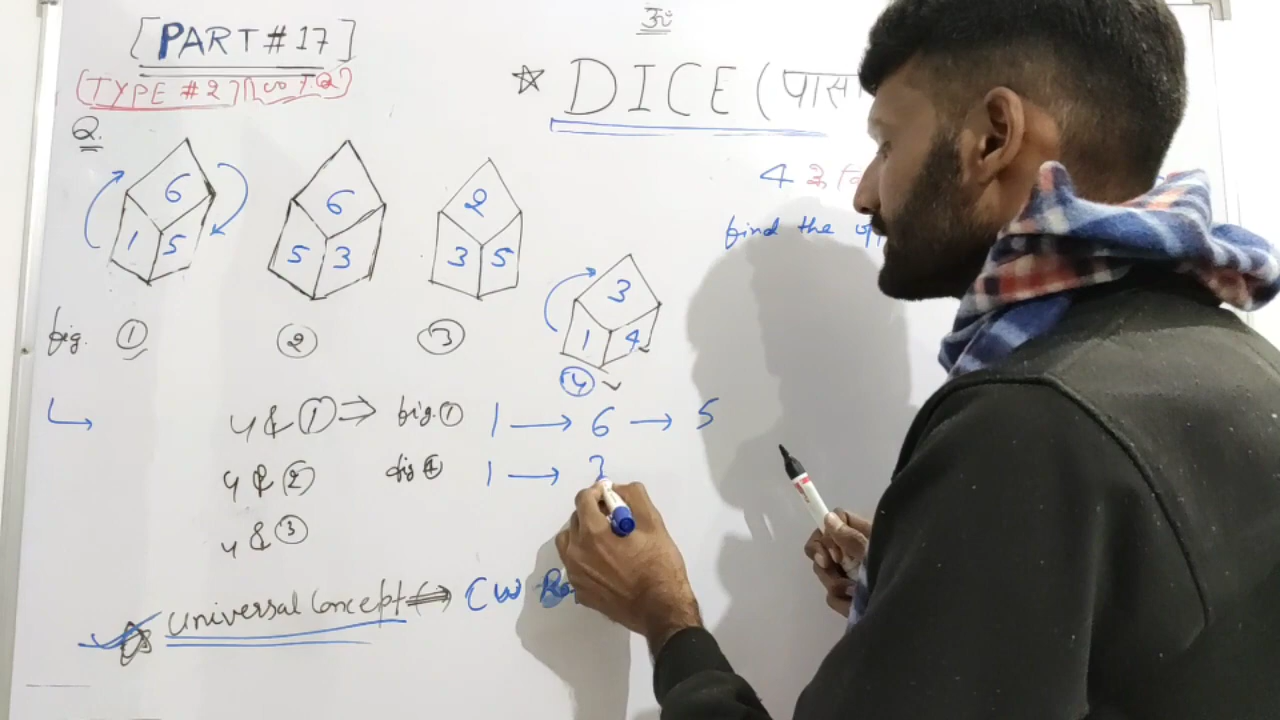 ॐ
[PART # 17]
DICE (पासा
(TYPE # 2)
Q.
6
1 5
6
5 3
2
3 5
3
1 4
4
find the
fig. ① ② ③
④
4 & ① ⇒ fig. ① 1 → 6 → 5
4 & ② fig ④ 1 → 3
4 & ③
Universal Concept ⇔ CW